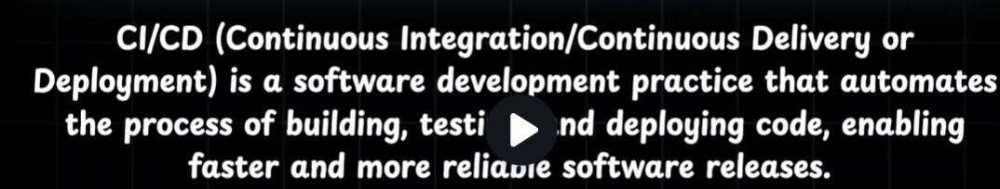 CI/CD (Continuous Integration/Continuous Delivery or
Deployment) is a software development practice that automates
the process of building, testi nd deploying code, enabling
faster and more reliable software releases.